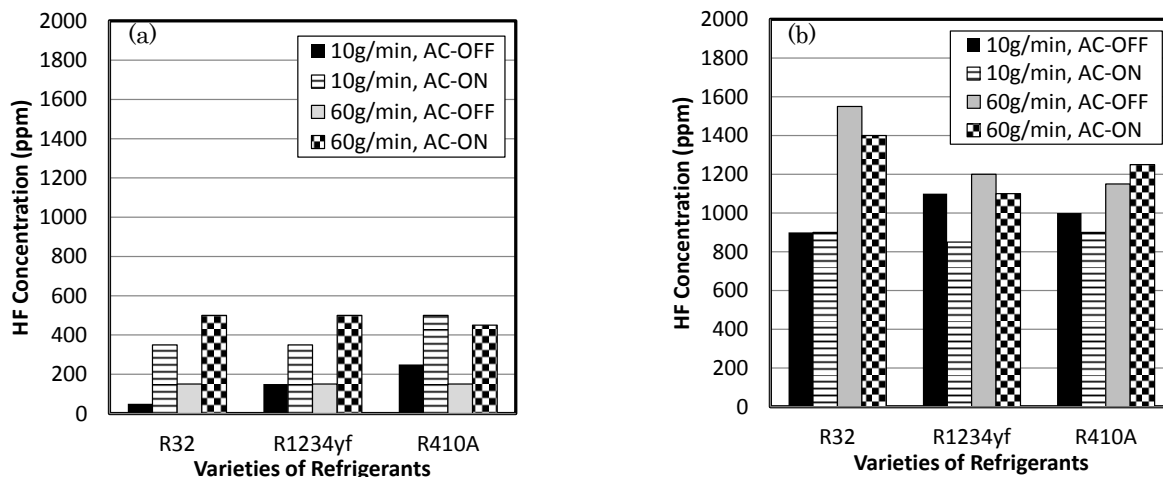 (a)
10g/min, AC-OFF
10g/min, AC-ON
60g/min, AC-OFF
60g/min, AC-ON
2000
1800
1600
1400
1200
1000
800
600
400
200
0
HF Concentration (ppm)
R32 R1234yf R410A
Varieties of Refrigerants
(b)
10g/min, AC-OFF
10g/min, AC-ON
60g/min, AC-OFF
60g/min, AC-ON
2000
1800
1600
1400
1200
1000
800
600
400
200
0
HF Concentration (ppm)
R32 R1234yf R410A
Varieties of Refrigerants